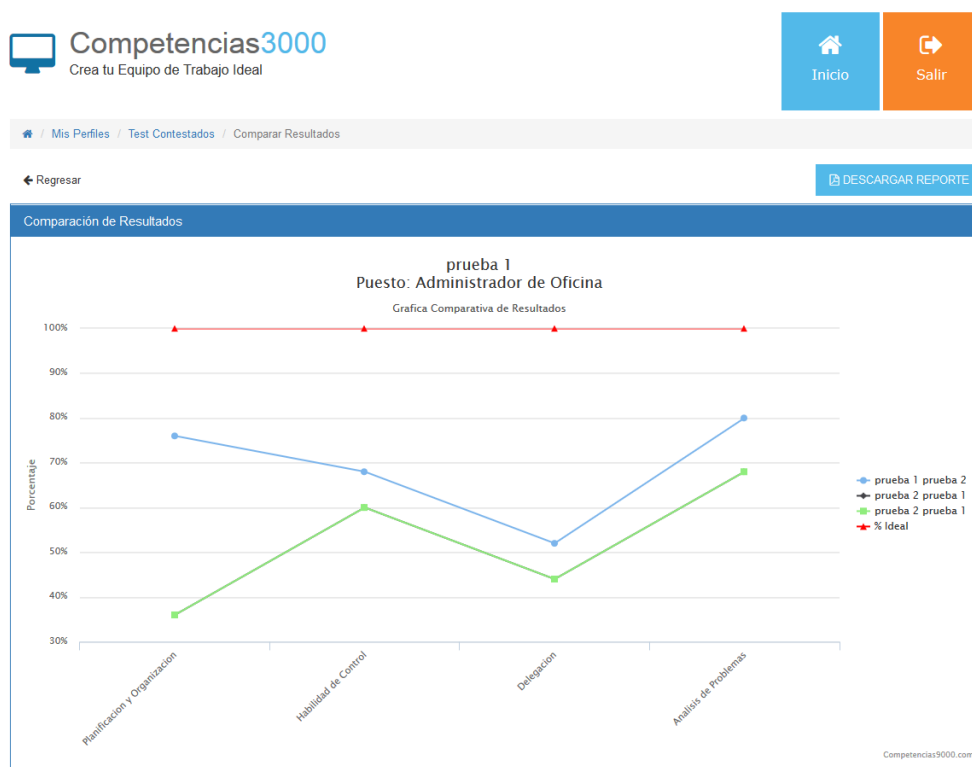 Competencias3000
Crea tu Equipo de Trabajo Ideal
Inicio
Salir
/ Mis Perfiles / Test Contestados / Comparar Resultados
Regresar
DESCARGAR REPORTE
Comparación de Resultados
prueba 1
Puesto: Administrador de Oficina
Grafica Comparativa de Resultados
Porcentaje
100%
90%
80%
70%
60%
50%
40%
30%
Planificacion y Organizacion
Habilidad de Control
Delegacion
Analisis de Problemas
prueba 1 prueba 2
prueba 2 prueba 1
prueba 2 prueba 1
% Ideal
Competencias9000.com